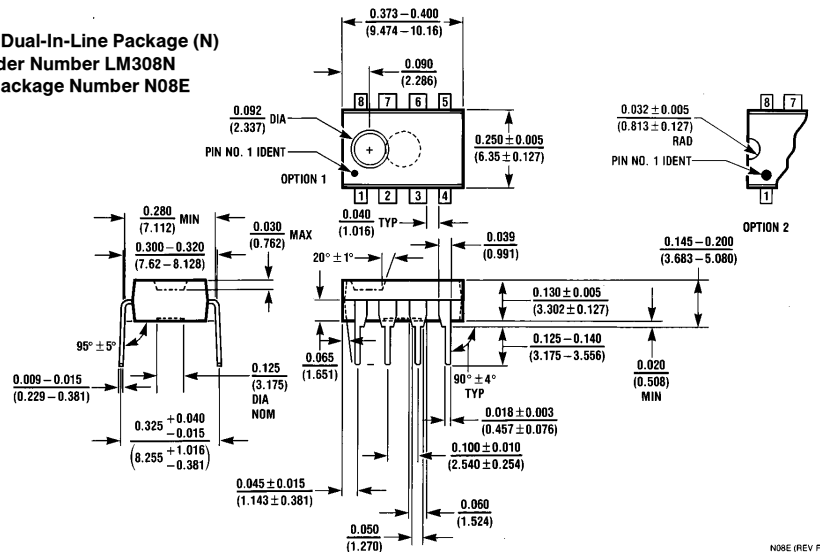 Dual-In-Line Package (N)
der Number LM308N
ackage Number N08E
0.373 – 0.400
(9.474 – 10.16)
0.090
(2.286)
8 7 6 5
0.092 DIA
(2.337)
PIN NO. 1 IDENT
OPTION 1
+
0.250 ± 0.005
(6.35 ± 0.127)
1 2 3 4
0.032 ± 0.005
(0.813 ± 0.127)
RAD
PIN NO. 1 IDENT
8 7
1
OPTION 2
0.280 MIN
(7.112)
0.300 – 0.320
(7.62 – 8.128)
0.030 MAX
(0.762)
95° ± 5°
0.009 – 0.015
(0.229 – 0.381)
0.125
(3.175)
DIA
NOM
0.325 +0.040
−0.015
(8.255 +1.016
−0.381)
0.040 TYP
(1.016)
0.039
(0.991)
20° ± 1°
0.145 – 0.200
(3.683 – 5.080)
0.130 ± 0.005
(3.302 ± 0.127)
0.125 – 0.140
(3.175 – 3.556)
0.020
(0.508)
MIN
0.065
(1.651)
90° ± 4°
TYP
0.018 ± 0.003
(0.457 ± 0.076)
0.100 ± 0.010
(2.540 ± 0.254)
0.045 ± 0.015
(1.143 ± 0.381)
0.060
(1.524)
0.050
(1.270)
N08E (REV F